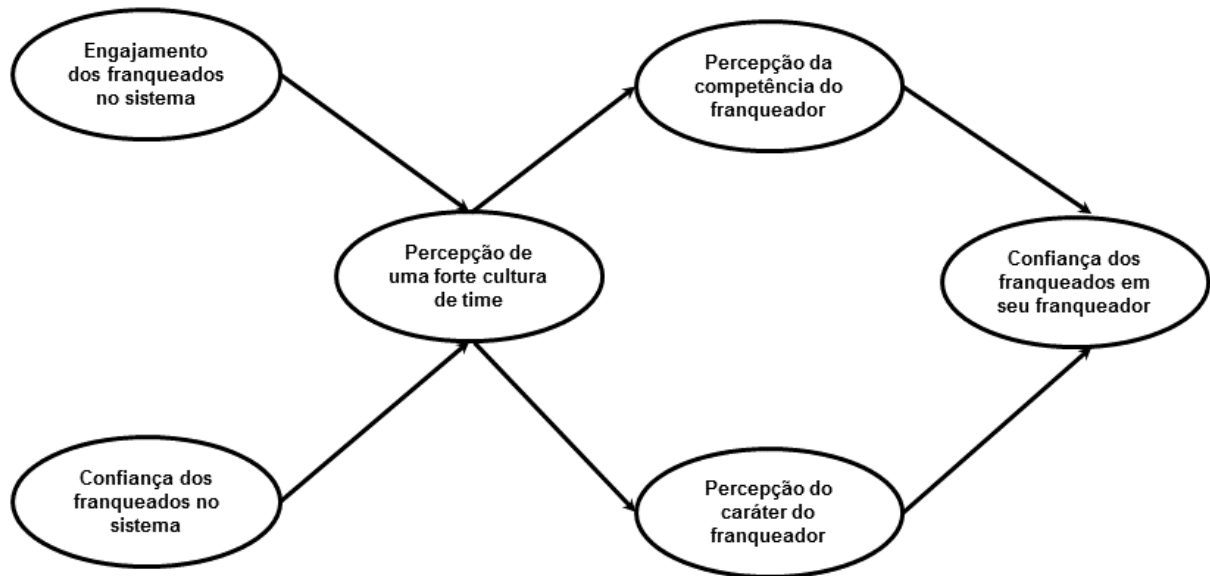 Engajamento
dos franqueados
no sistema
Percepção da
competência do
franqueador
Percepção de
uma forte cultura
de time
Confiança dos
franqueados em
seu franqueador
Confiança dos
franqueados no
sistema
Percepção do
caráter do
franqueador